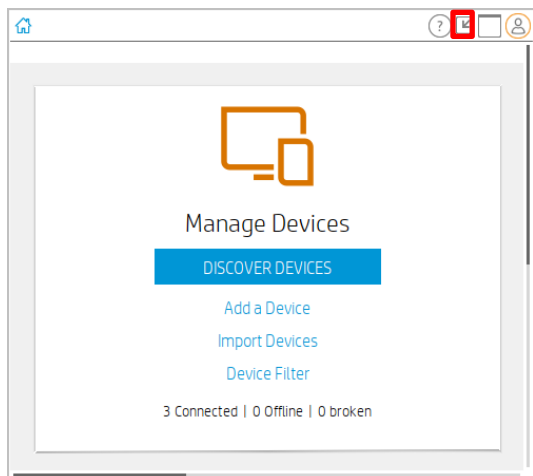 ?
Manage Devices
DISCOVER DEVICES
Add a Device
Import Devices
Device Filter
3 Connected | 0 Offline | 0 broken